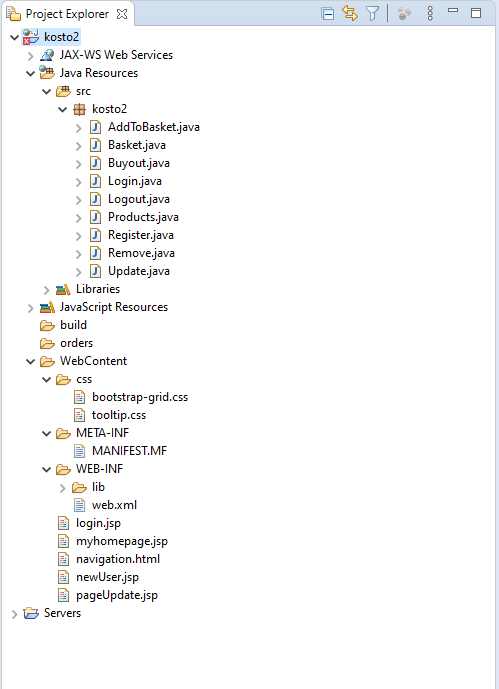 Project Explorer
kosto2
JAX-WS Web Services
Java Resources
src
kosto2
AddToBasket.java
Basket.java
Buyout.java
Login.java
Logout.java
Products.java
Register.java
Remove.java
Update.java
Libraries
JavaScript Resources
build
orders
WebContent
css
bootstrap-grid.css
tooltip.css
META-INF
MANIFEST.MF
WEB-INF
lib
web.xml
login.jsp
myhomepage.jsp
navigation.html
newUser.jsp
pageUpdate.jsp
Servers